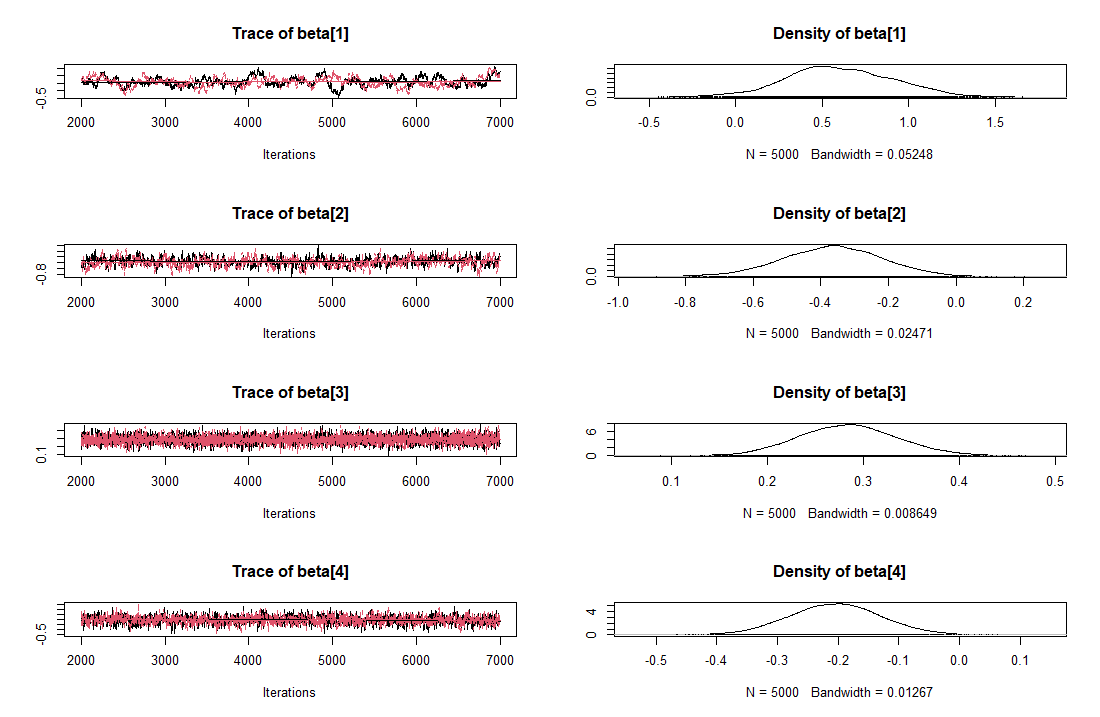 Trace of beta[1]
-0.5
2000 3000 4000 5000 6000 7000
Iterations
Density of beta[1]
0.0
-0.5 0.0 0.5 1.0 1.5
N = 5000 Bandwidth = 0.05248
Trace of beta[2]
-0.8
2000 3000 4000 5000 6000 7000
Iterations
Density of beta[2]
0.0
-1.0 -0.8 -0.6 -0.4 -0.2 0.0 0.2
N = 5000 Bandwidth = 0.02471
Trace of beta[3]
0.1
2000 3000 4000 5000 6000 7000
Iterations
Density of beta[3]
6
0
0.1 0.2 0.3 0.4 0.5
N = 5000 Bandwidth = 0.008649
Trace of beta[4]
-0.5
2000 3000 4000 5000 6000 7000
Iterations
Density of beta[4]
4
0
-0.5 -0.4 -0.3 -0.2 -0.1 0.0 0.1
N = 5000 Bandwidth = 0.01267